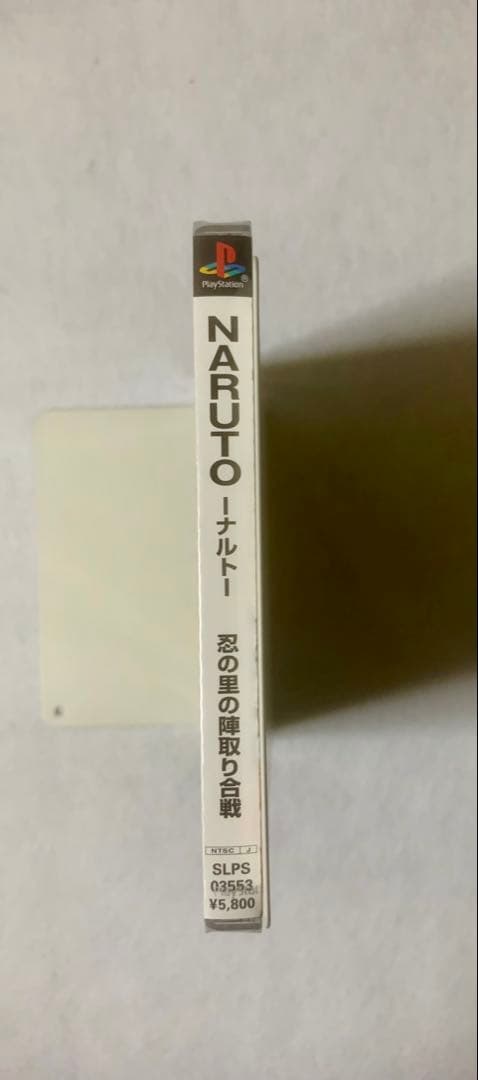 PlayStation
®
NARUTO
ーナルトー
忍の里の陣取り合戦
NTSC J
SLPS
03553
¥5,800